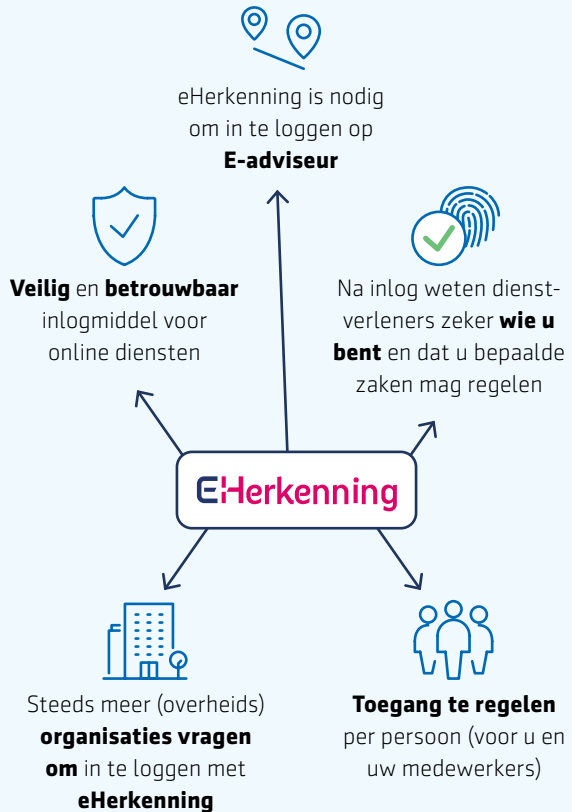 eHerkenning is nodig
om in te loggen op
E-adviseur
Veilig en betrouwbaar
inlogmiddel voor
online diensten
Na inlog weten dienst-
verleners zeker wie u
bent en dat u bepaalde
zaken mag regelen
eHerkenning
Steeds meer (overheids)
organisaties vragen
om in te loggen met
eHerkenning
Toegang te regelen
per persoon (voor u en
uw medewerkers)